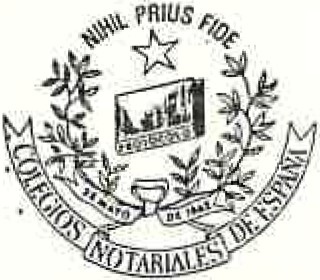 NIHIL PRIUS FIDE
PROTOCOLO
28 MAYO DE 1862
COLEGIOS NOTARIALES DE ESPAÑA